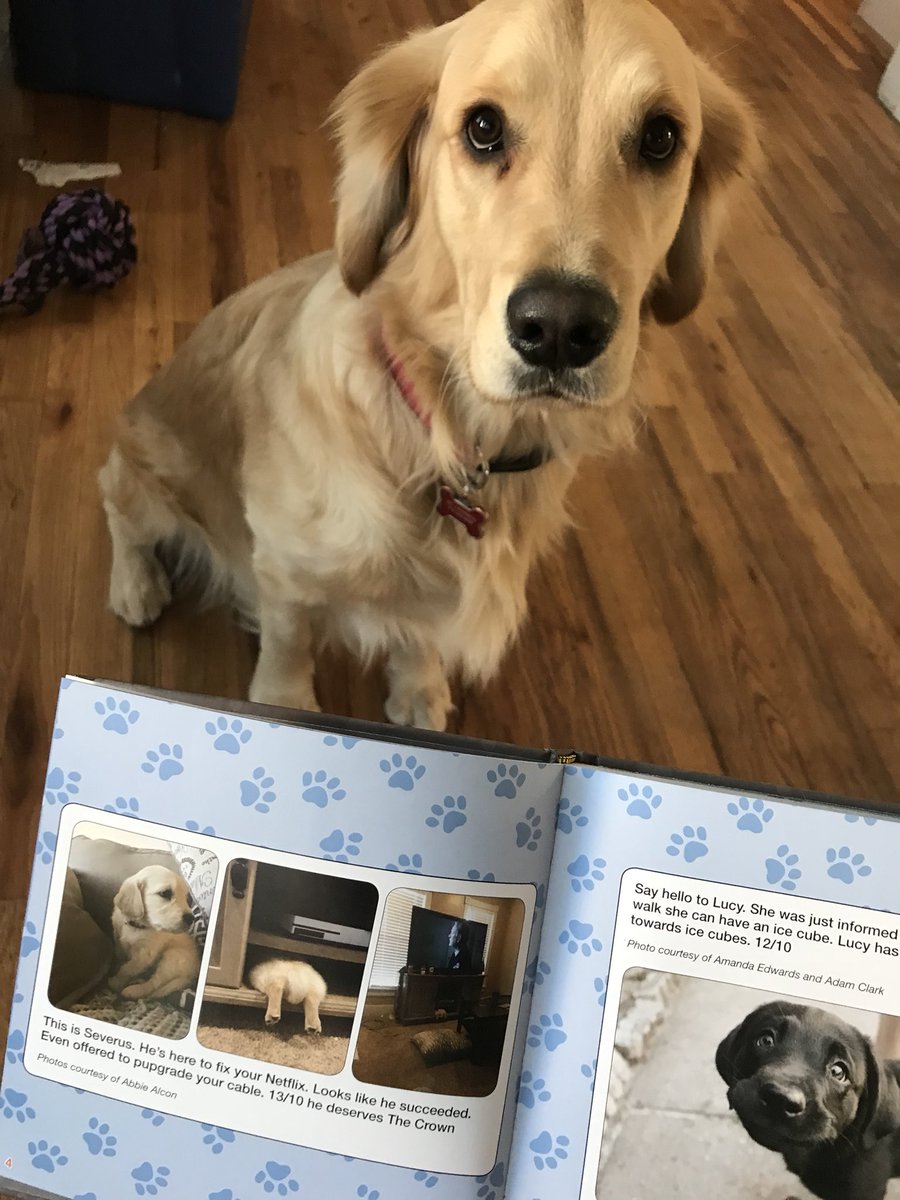 This is Severus. He's here to fix your Netflix. Looks like he succeeded.
Even offered to pupgrade your cable. 13/10 he deserves The Crown
Photos courtesy of Abbie Alcon
4
Say hello to Lucy. She was just informed
walk she can have an ice cube. Lucy has
towards ice cubes. 12/10
Photo courtesy of Amanda Edwards and Adam Clark